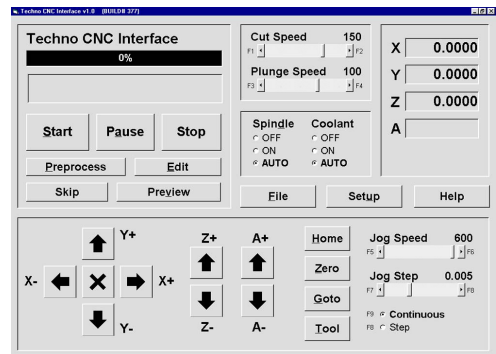 Techno CNC Interface v1.0 (BUILD# 377)
Techno CNC Interface
0%
Start Pause Stop
Preprocess Edit
Skip Preview
Cut Speed 150
F1 F2
Plunge Speed 100
F3 F4
Spindle Coolant
OFF OFF
ON ON
AUTO AUTO
X 0.0000
Y 0.0000
Z 0.0000
A
File Setup Help
Y+
X- X+
Y-
Z+ A+
Z- A-
Home
Zero
Goto
Tool
Jog Speed 600
F5 F6
Jog Step 0.005
F7 F8
F9 Continuous
F8 Step